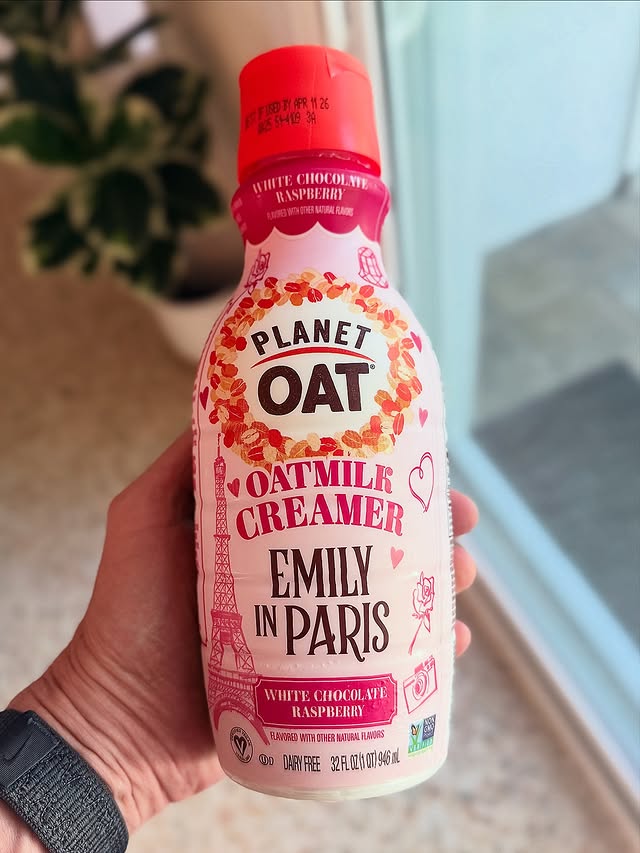 BEST IF USED BY APR 11 26
WHITE CHOCOLATE
RASPBERRY
FLAVORED WITH OTHER NATURAL FLAVORS
PLANET
OAT®
OATMILK
CREAMER
EMILY
IN PARIS
WHITE CHOCOLATE
RASPBERRY
FLAVORED WITH OTHER NATURAL FLAVORS
NON
GMO
DAIRY FREE 32 FL OZ (1 QT) 946 mL